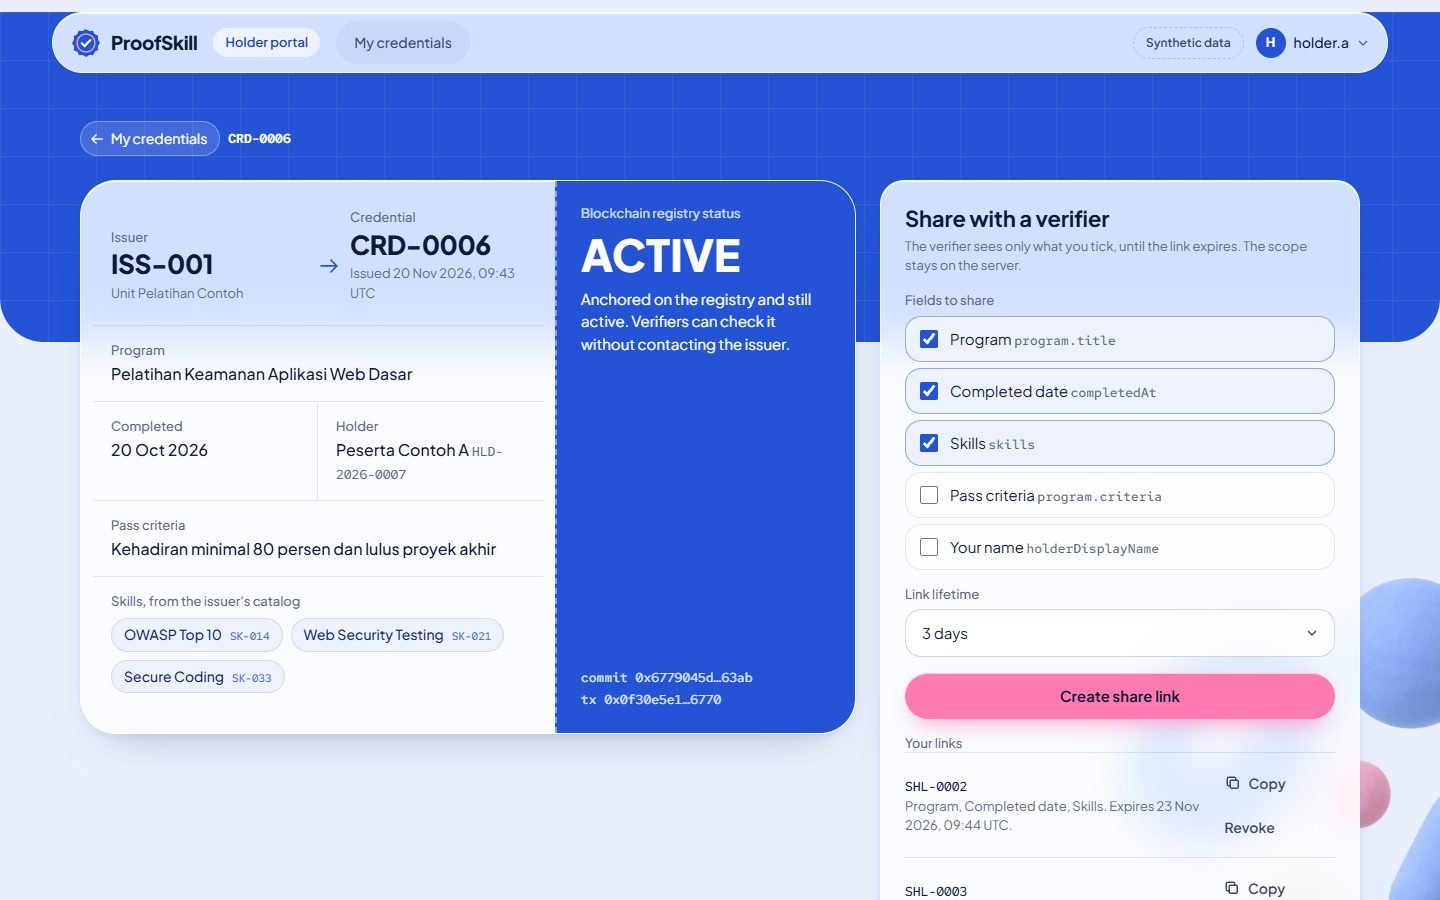 ProofSkill
Holder portal
My credentials
Synthetic data
H
holder.a
My credentials
CRD-0006
Issuer
ISS-001
Unit Pelatihan Contoh
Credential
CRD-0006
Issued 20 Nov 2026, 09:43
UTC
Program
Pelatihan Keamanan Aplikasi Web Dasar
Completed
20 Oct 2026
Holder
Peserta Contoh A HLD-
2026-0007
Pass criteria
Kehadiran minimal 80 persen dan lulus proyek akhir
Skills, from the issuer's catalog
OWASP Top 10 SK-014
Web Security Testing SK-021
Secure Coding SK-033
Blockchain registry status
ACTIVE
Anchored on the registry and still
active. Verifiers can check it
without contacting the issuer.
commit 0x6779045d…63ab
tx 0x0f30e5e1…6770
Share with a verifier
The verifier sees only what you tick, until the link expires. The scope
stays on the server.
Fields to share
Program program.title
Completed date completedAt
Skills skills
Pass criteria program.criteria
Your name holderDisplayName
Link lifetime
3 days
Create share link
Your links
SHL-0002
Program, Completed date, Skills. Expires 23 Nov
2026, 09:44 UTC.
Copy
Revoke
SHL-0003
Copy